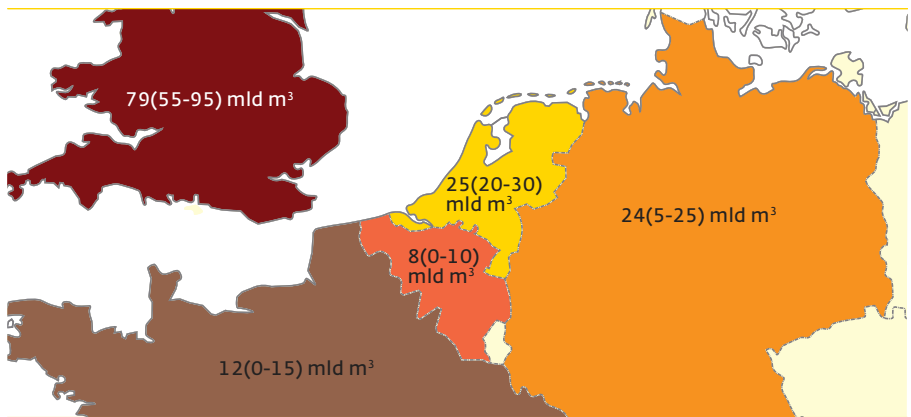 79(55-95) mld m³
25(20-30)
mld m³
24(5-25) mld m³
8(0-10)
mld m³
12(0-15) mld m³